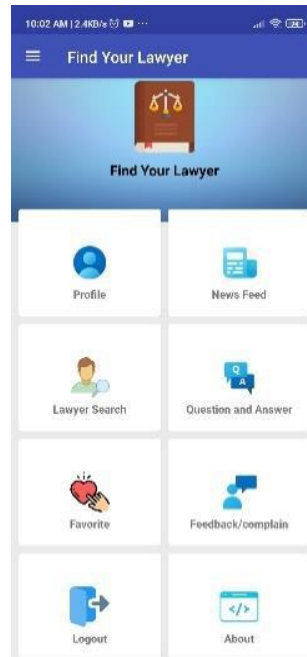 10:02 AM | 2.4KB/s
Find Your Lawyer
Find Your Lawyer
Profile
News Feed
Lawyer Search
Q
A
Question and Answer
Favorite
Feedback/complain
Logout
</>
About